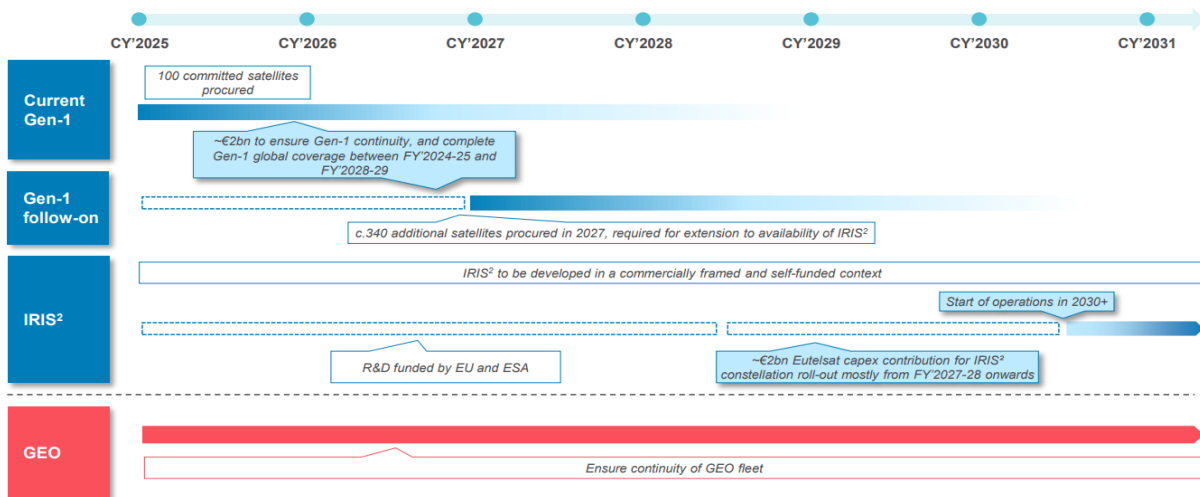 CY'2025 CY'2026 CY'2027 CY'2028 CY'2029 CY'2030 CY'2031
Current
Gen-1
100 committed satellites
procured
~€2bn to ensure Gen-1 continuity, and complete
Gen-1 global coverage between FY'2024-25 and
FY'2028-29
Gen-1
follow-on
c.340 additional satellites procured in 2027, required for extension to availability of IRIS²
IRIS²
IRIS² to be developed in a commercially framed and self-funded context
Start of operations in 2030+
R&D funded by EU and ESA
~€2bn Eutelsat capex contribution for IRIS²
constellation roll-out mostly from FY'2027-28 onwards
GEO
Ensure continuity of GEO fleet